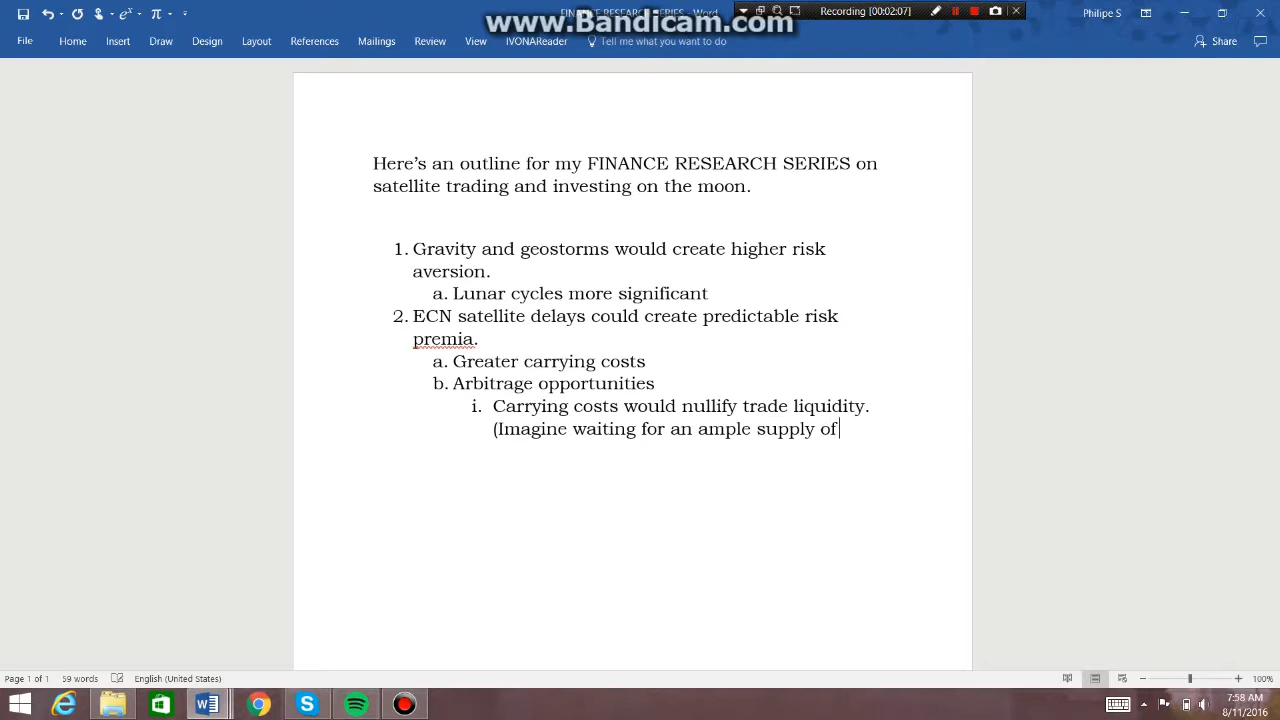 FINANCE RESEARCH SERIES - Word
www.Bandicam.com
Recording [00:02:07]
Philipe S
File Home Insert Draw Design Layout References Mailings Review View IVONAReader Tell me what you want to do Share
Here's an outline for my FINANCE RESEARCH SERIES on
satellite trading and investing on the moon.
1. Gravity and geostorms would create higher risk
aversion.
a. Lunar cycles more significant
2. ECN satellite delays could create predictable risk
premia.
a. Greater carrying costs
b. Arbitrage opportunities
i. Carrying costs would nullify trade liquidity.
(Imagine waiting for an ample supply of
Page 1 of 1 59 words English (United States) 100%
7:58 AM
8/11/2016